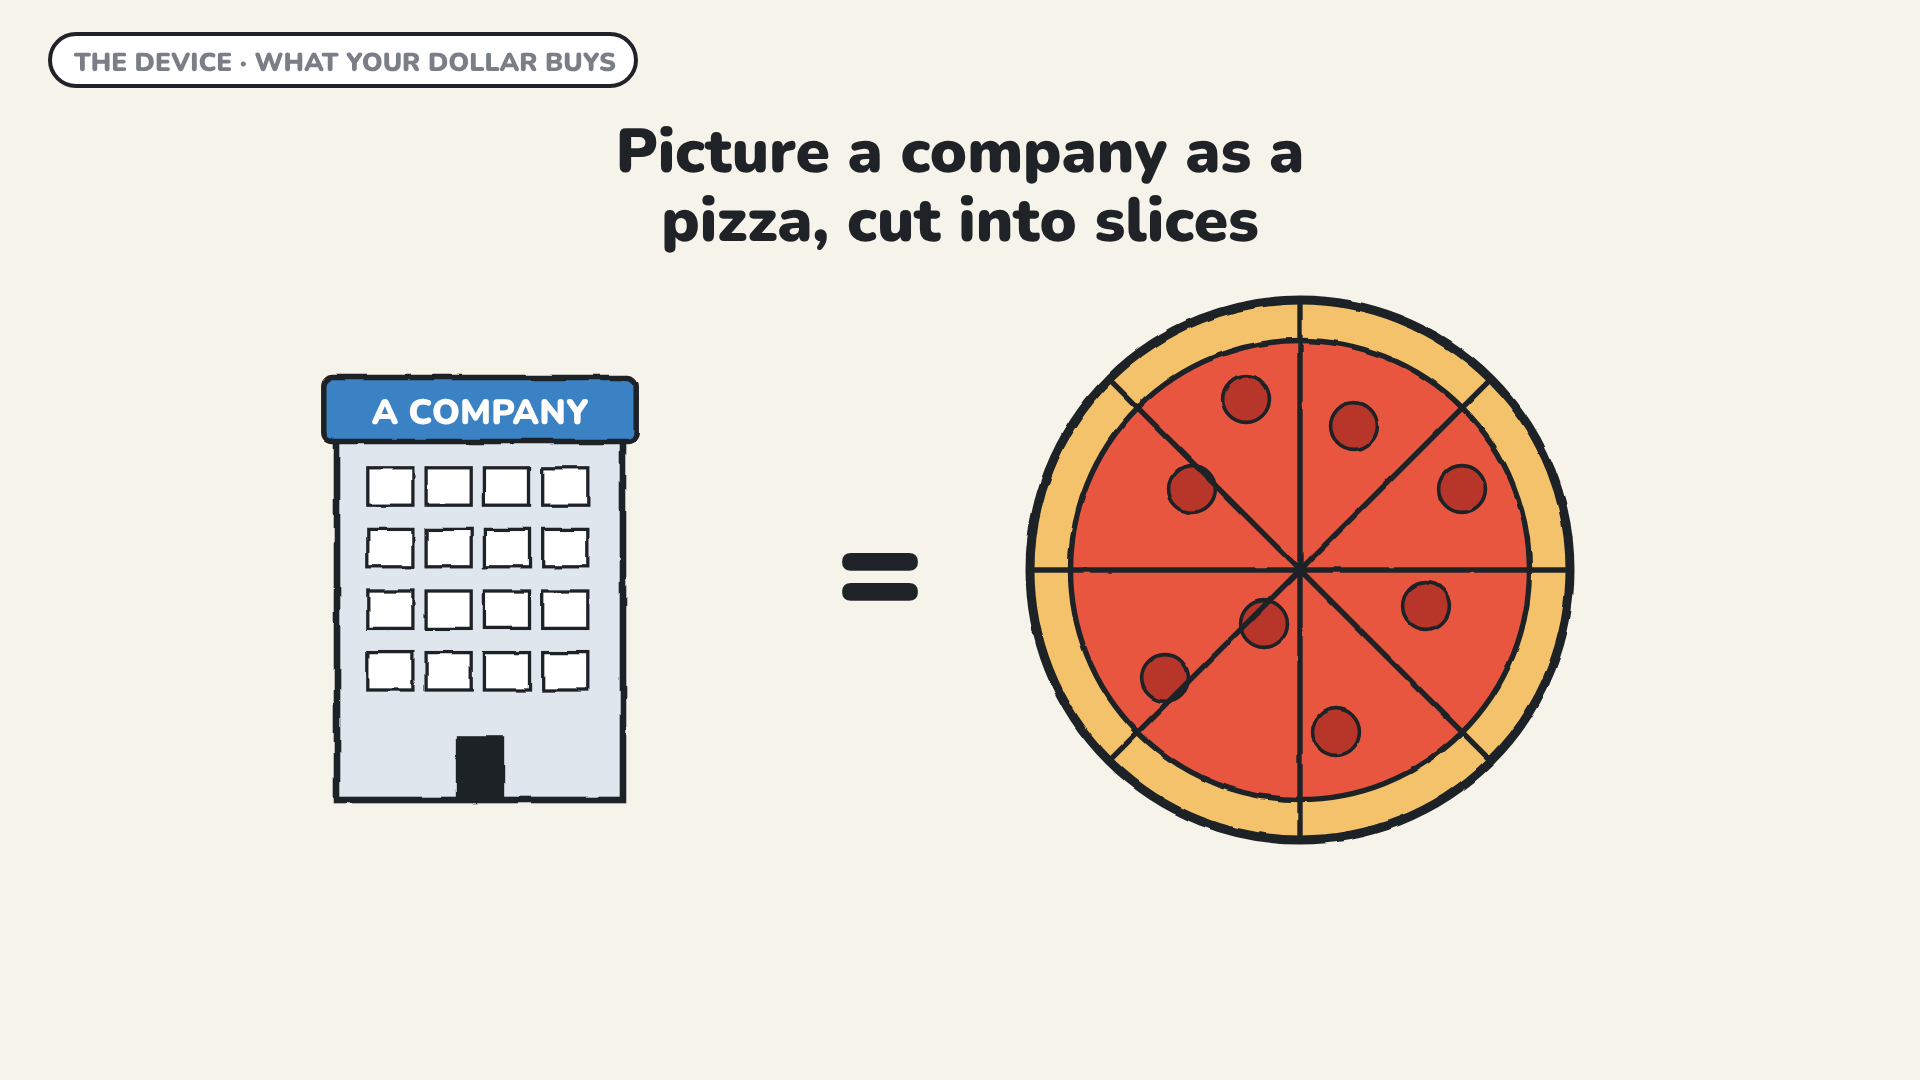 THE DEVICE · WHAT YOUR DOLLAR BUYS
Picture a company as a
pizza, cut into slices
A COMPANY
=